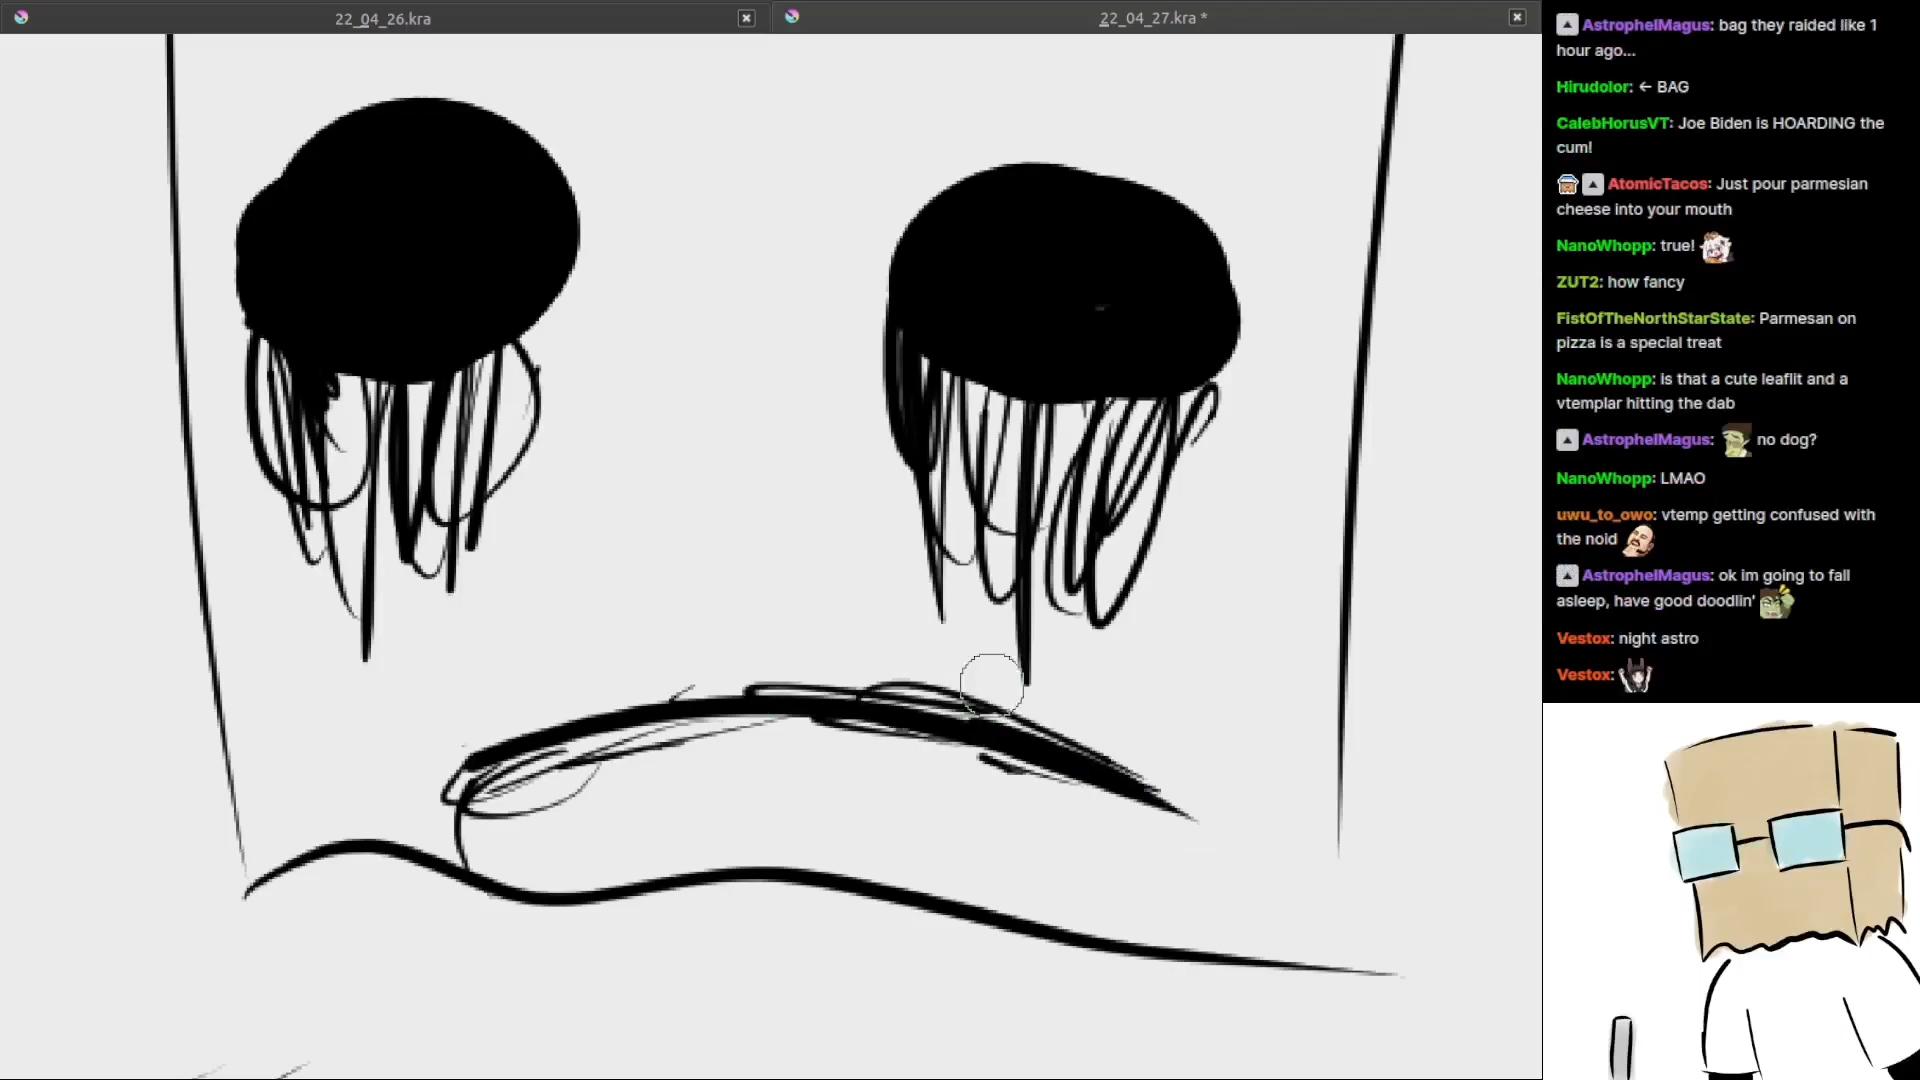 22_04_26.kra
22_04_27.kra *
AstrophelMagus: bag they raided like 1
hour ago...
Hirudolor: ← BAG
CalebHorusVT: Joe Biden is HOARDING the
cum!
AtomicTacos: Just pour parmesian
cheese into your mouth
NanoWhopp: true!
ZUT2: how fancy
FistOfTheNorthStarState: Parmesan on
pizza is a special treat
NanoWhopp: is that a cute leaflit and a
vtemplar hitting the dab
AstrophelMagus: no dog?
NanoWhopp: LMAO
uwu_to_owo: vtemp getting confused with
the noid
AstrophelMagus: ok im going to fall
asleep, have good doodlin'
Vestox: night astro
Vestox: